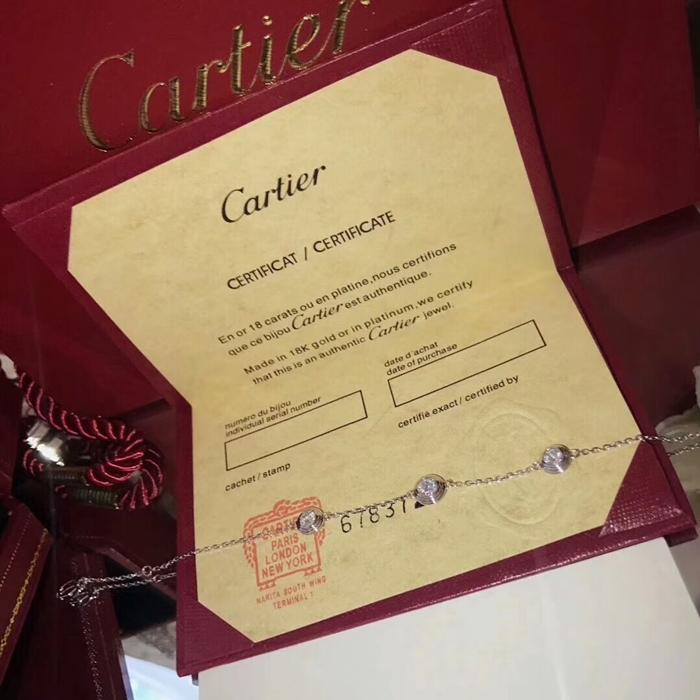 Cartier
Cartier
CERTIFICAT / CERTIFICATE
En or 18 carats ou en platine,nous certifions
que ce bijou Cartier est authentique.
Made in 18K gold or in platinum,we certify
that this is an authentic Cartier jewel.
numéro du bijou
individual serial number
date d'achat
date of purchase
cachet / stamp
certifié exact / certified by
67831
PARIS
LONDON
NEW YORK
NARITA SOUTH WING
TERMINAL 1